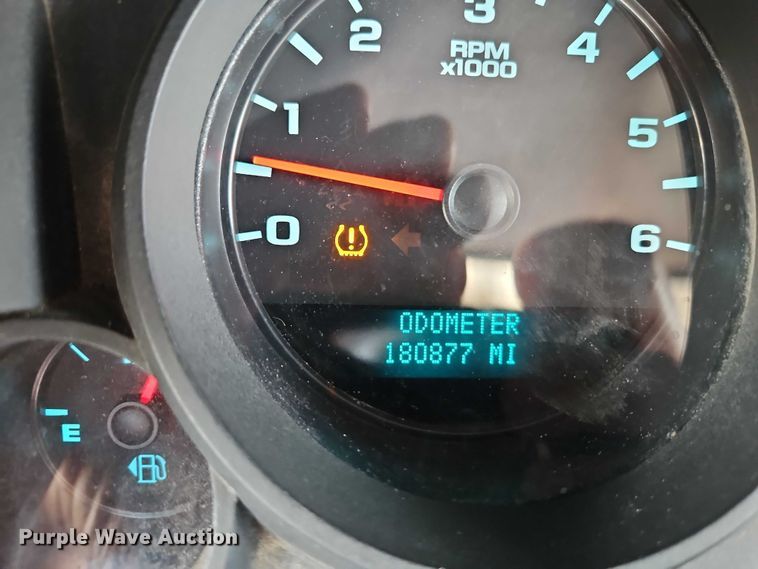 3
2
4
RPM
x1000
1
5
0
6
ODOMETER
180877 MI
E
Purple Wave Auction